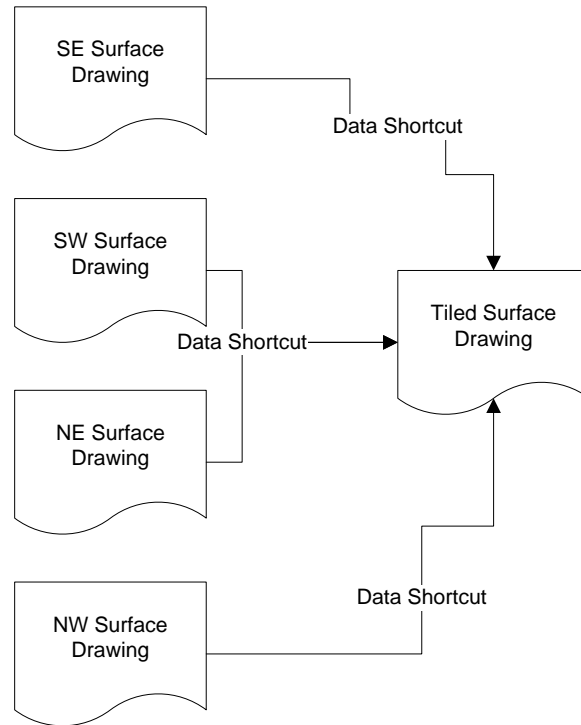 SE Surface
Drawing
Data Shortcut
SW Surface
Drawing
Tiled Surface
Drawing
Data Shortcut
NE Surface
Drawing
Data Shortcut
NW Surface
Drawing